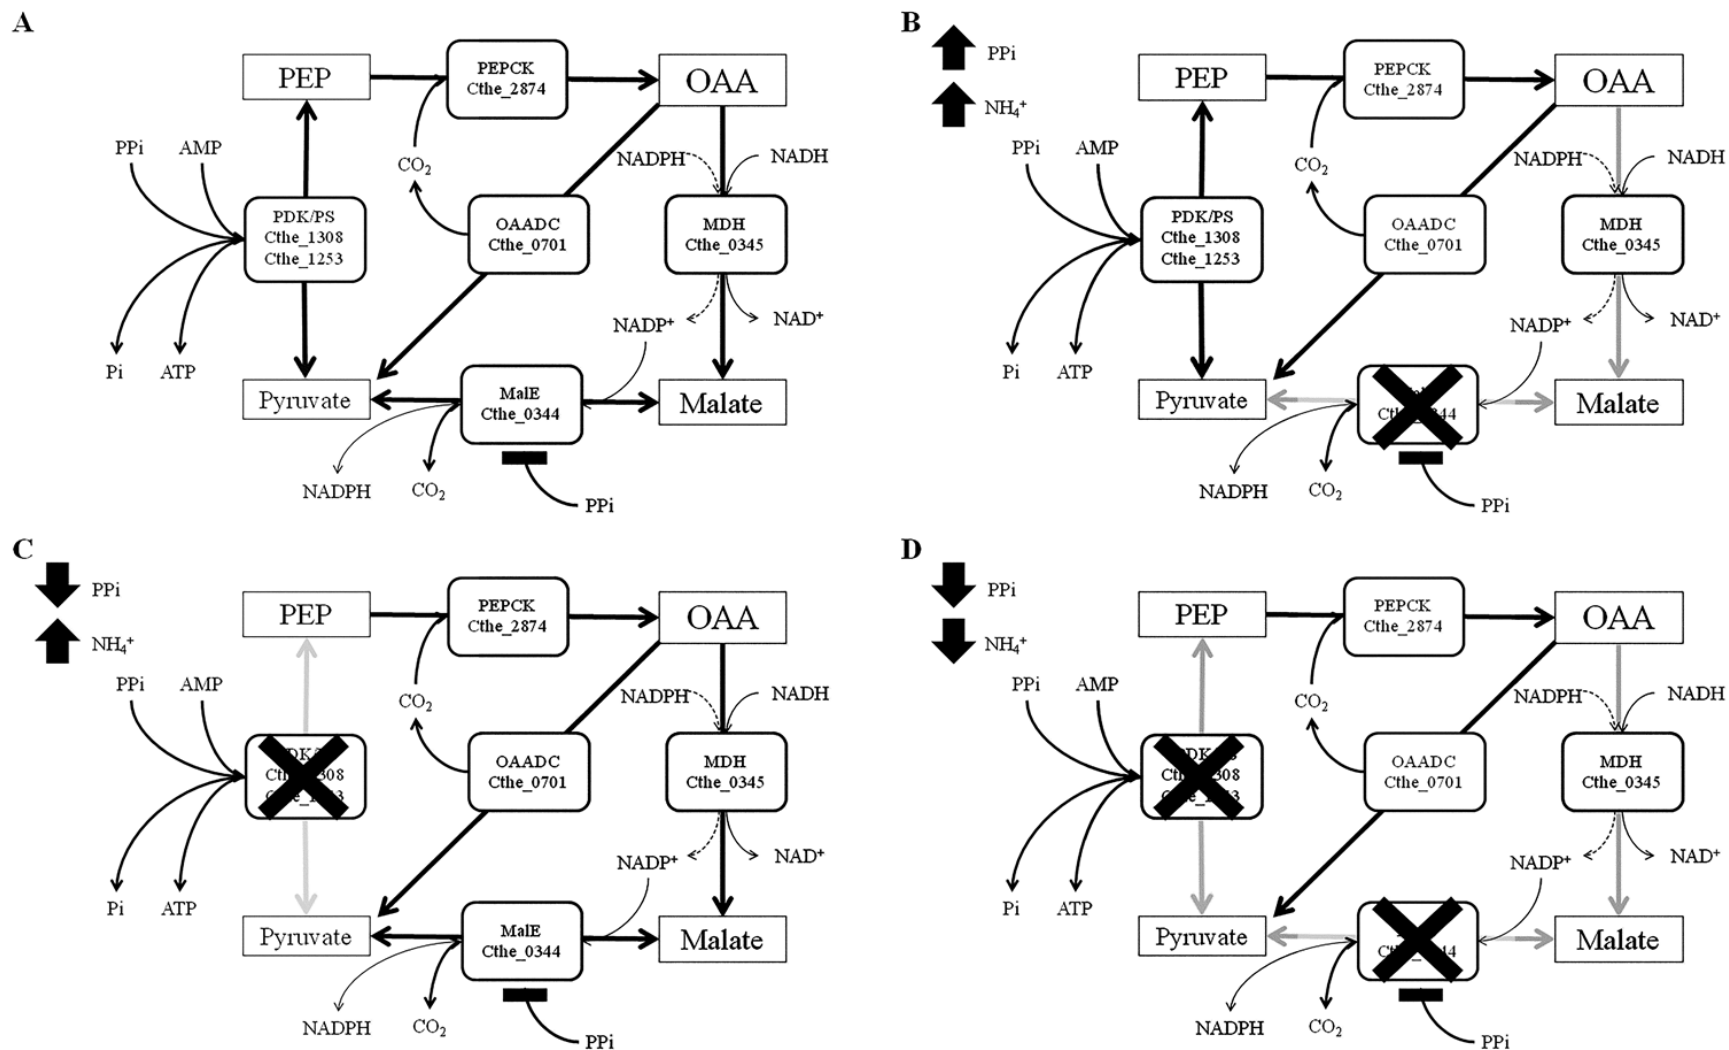 A
PEP
PEPCK
Cthe_2874
OAA
PPi
AMP
CO2
NADPH
NADH
PDK/PS
Cthe_1308
Cthe_1253
OAADC
Cthe_0701
MDH
Cthe_0345
NADP+
NAD+
Pi
ATP
Pyruvate
MalE
Cthe_0344
Malate
NADPH
CO2
PPi
B
PPi
NH4+
PEP
PEPCK
Cthe_2874
OAA
PPi
AMP
CO2
NADPH
NADH
PDK/PS
Cthe_1308
Cthe_1253
OAADC
Cthe_0701
MDH
Cthe_0345
NADP+
NAD+
Pi
ATP
Pyruvate
Malate
NADPH
CO2
PPi
C
PPi
NH4+
PEP
PEPCK
Cthe_2874
OAA
PPi
AMP
CO2
NADPH
NADH
OAADC
Cthe_0701
MDH
Cthe_0345
NADP+
NAD+
Pi
ATP
Pyruvate
MalE
Cthe_0344
Malate
NADPH
CO2
PPi
D
PPi
NH4+
PEP
PEPCK
Cthe_2874
OAA
PPi
AMP
CO2
NADPH
NADH
OAADC
Cthe_0701
MDH
Cthe_0345
NADP+
NAD+
Pi
ATP
Pyruvate
Malate
NADPH
CO2
PPi